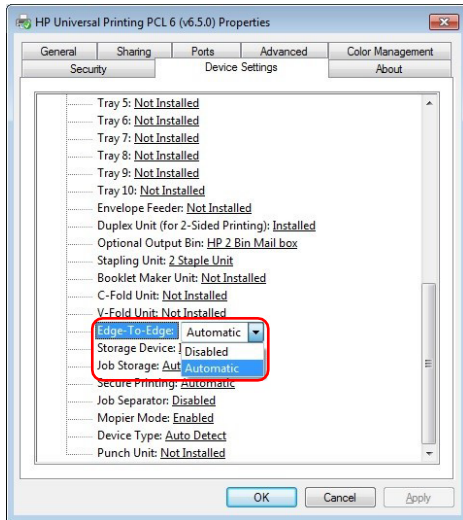 HP Universal Printing PCL 6 (v6.5.0) Properties
General Sharing Ports Advanced Color Management
Security Device Settings About
Tray 5: Not Installed
Tray 6: Not Installed
Tray 7: Not Installed
Tray 8: Not Installed
Tray 9: Not Installed
Tray 10: Not Installed
Envelope Feeder: Not Installed
Duplex Unit (for 2-Sided Printing): Installed
Optional Output Bin: HP 2 Bin Mail box
Stapling Unit: 2 Staple Unit
Booklet Maker Unit: Not Installed
C-Fold Unit: Not Installed
V-Fold Unit: Not Installed
Edge-To-Edge: Automatic
Storage Device: Disabled
Job Storage: Aut Automatic
Secure Printing: Automatic
Job Separator: Disabled
Mopier Mode: Enabled
Device Type: Auto Detect
Punch Unit: Not Installed
OK Cancel Apply